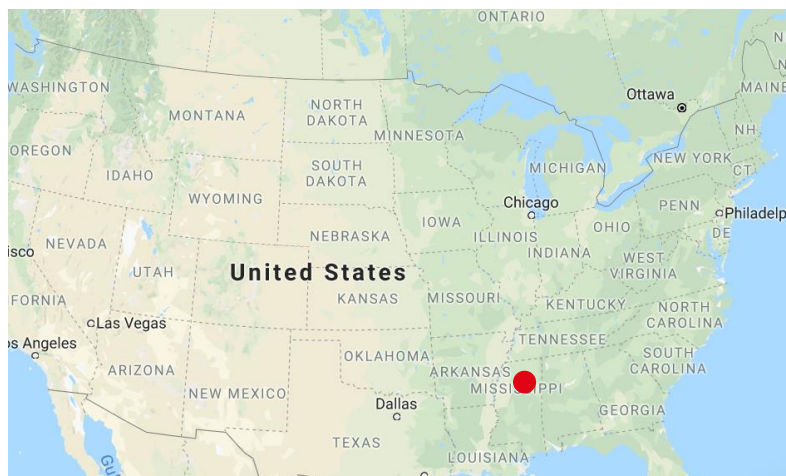 ONTARIO
WASHINGTON
MONTANA
NORTH
DAKOTA
MINNESOTA
Ottawa
MAINE
NH
OREGON
IDAHO
SOUTH
DAKOTA
WYOMING
MICHIGAN
NEW YORK
CT
Chicago
PENN
Philadelp
DE
isco
NEVADA
UTAH
NEBRASKA
IOWA
ILLINOIS
INDIANA
OHIO
WEST
VIRGINIA
United States
KANSAS
MISSOURI
KENTUCKY
NORTH
CAROLINA
IFORNIA
Las Vegas
os Angeles
ARIZONA
NEW MEXICO
OKLAHOMA
ARKANSAS
TENNESSEE
SOUTH
CAROLINA
MISSISSIPPI
GEORGIA
Dallas
TEXAS
LOUISIANA
Gu